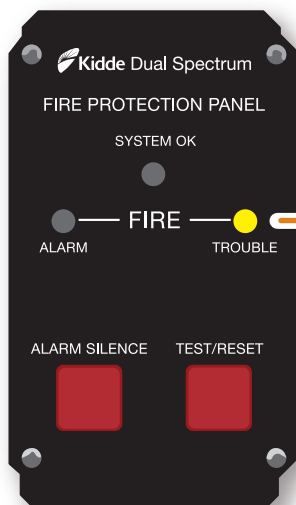 Kidde Dual Spectrum
FIRE PROTECTION PANEL
SYSTEM OK
FIRE
ALARM TROUBLE
ALARM SILENCE TEST/RESET